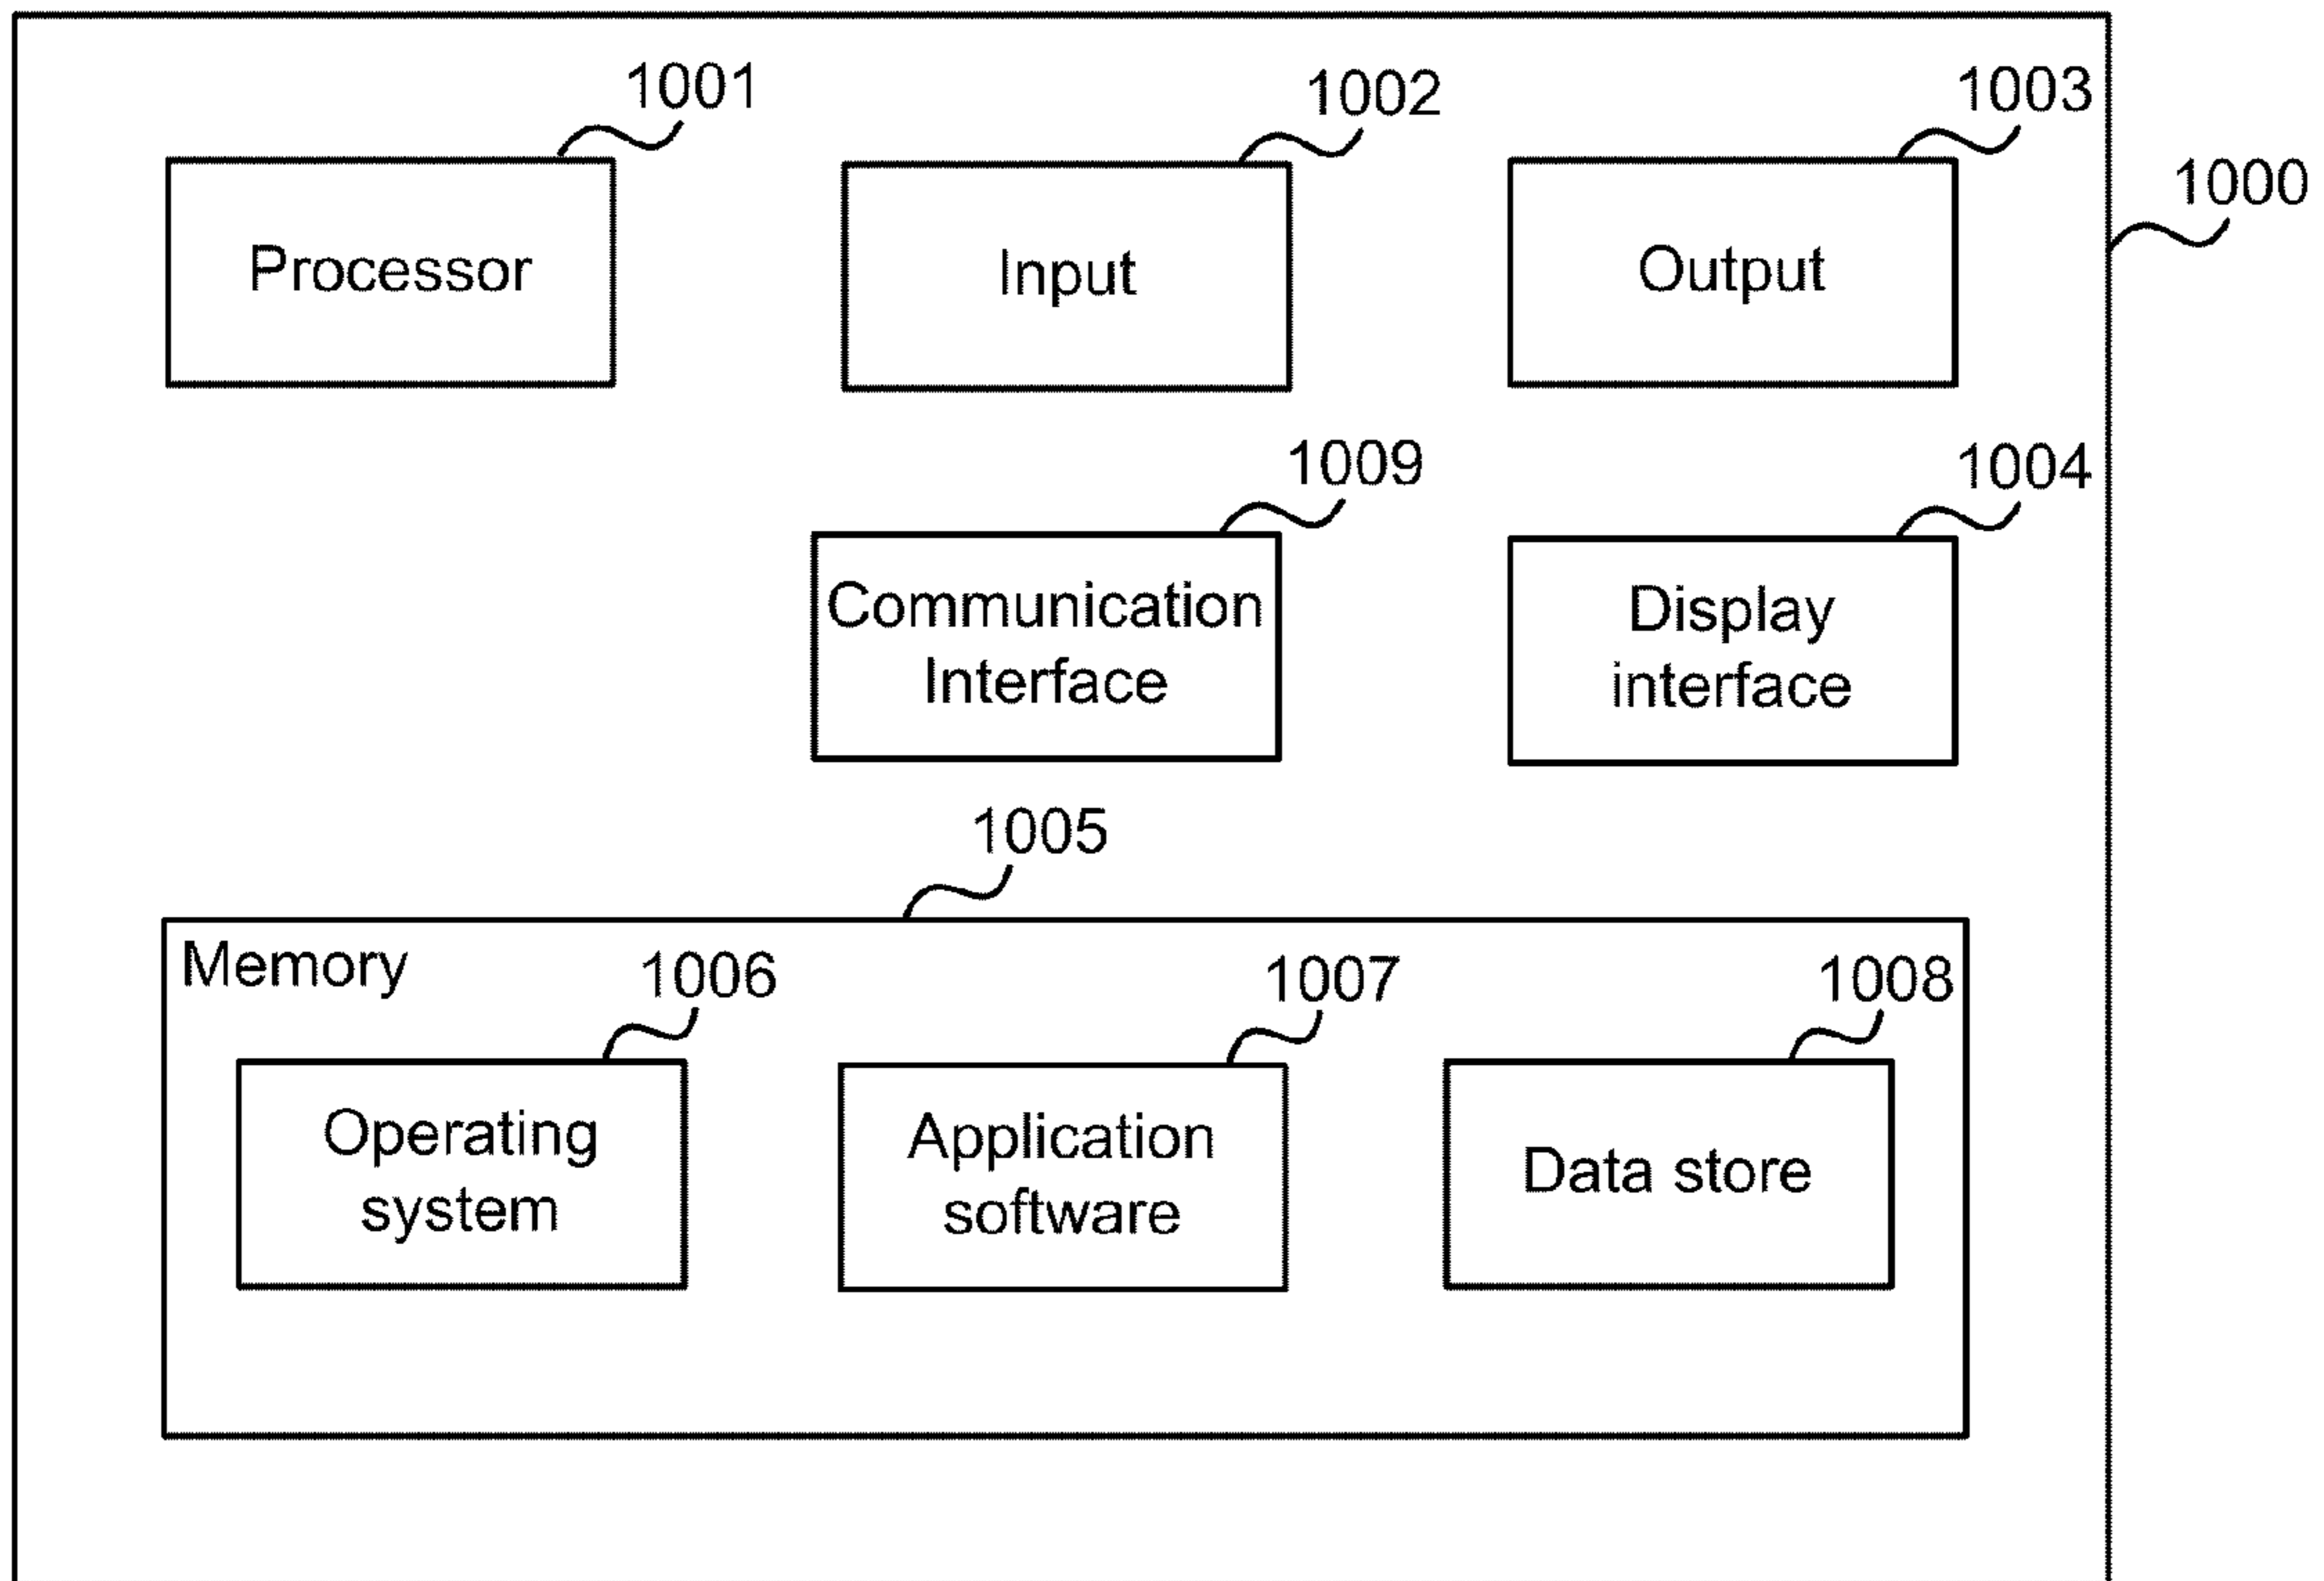 1001
1002
1003
1000
Processor
Input
Output
1009
1004
Communication
Interface
Display
interface
1005
Memory
1006
1007
1008
Operating
system
Application
software
Data store